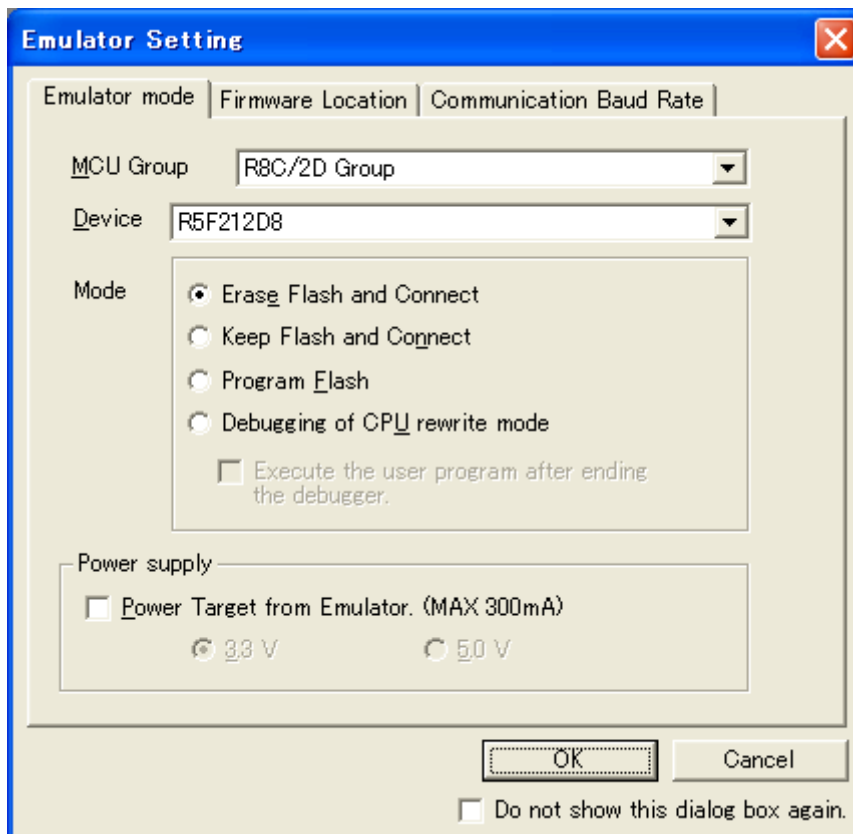 Emulator Setting
Emulator mode
Firmware Location
Communication Baud Rate
MCU Group
R8C/2D Group
Device
R5F212D8
Mode
Erase Flash and Connect
Keep Flash and Connect
Program Flash
Debugging of CPU rewrite mode
Execute the user program after ending
the debugger.
Power supply
Power Target from Emulator. (MAX 300mA)
3.3 V
5.0 V
OK
Cancel
Do not show this dialog box again.